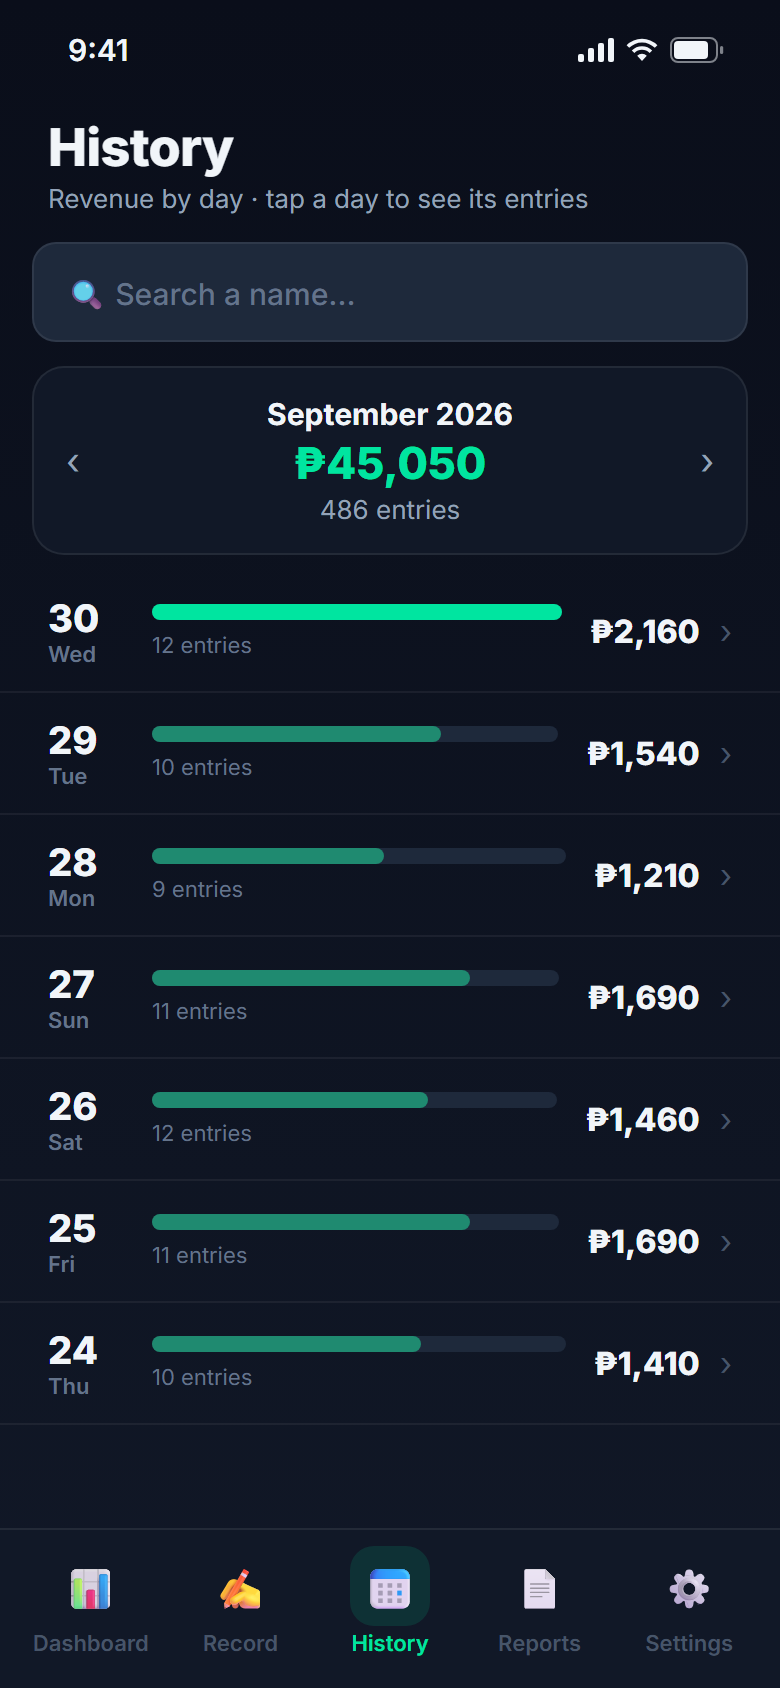 9:41
History
Revenue by day · tap a day to see its entries
Search a name...
September 2026
‹ ₱45,050 ›
486 entries
30
Wed
12 entries
₱2,160 ›
29
Tue
10 entries
₱1,540 ›
28
Mon
9 entries
₱1,210 ›
27
Sun
11 entries
₱1,690 ›
26
Sat
12 entries
₱1,460 ›
25
Fri
11 entries
₱1,690 ›
24
Thu
10 entries
₱1,410 ›
Dashboard Record History Reports Settings